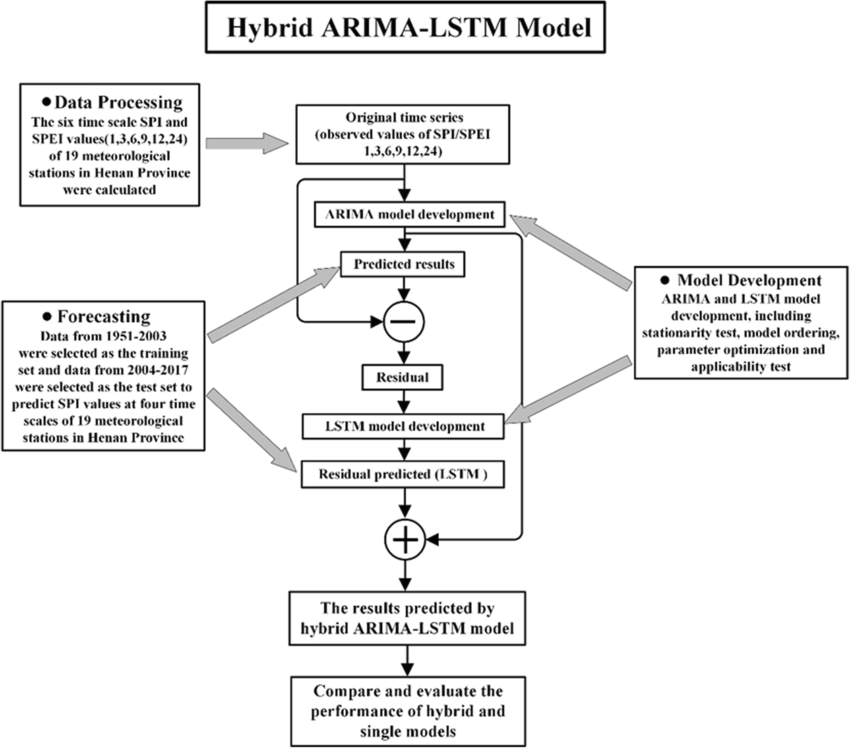 Hybrid ARIMA-LSTM Model
● Data Processing
The six time scale SPI and
SPEI values(1,3,6,9,12,24)
of 19 meteorological
stations in Henan Province
were calculated
Original time series
(observed values of SPI/SPEI
1,3,6,9,12,24)
ARIMA model development
Predicted results
● Model Development
ARIMA and LSTM model
development, including
stationarity test, model ordering,
parameter optimization and
applicability test
● Forecasting
Data from 1951-2003
were selected as the training
set and data from 2004-2017
were selected as the test set to
predict SPI values at four time
scales of 19 meteorological
stations in Henan Province
Residual
LSTM model development
Residual predicted (LSTM )
The results predicted by
hybrid ARIMA-LSTM model
Compare and evaluate the
performance of hybrid and
single models